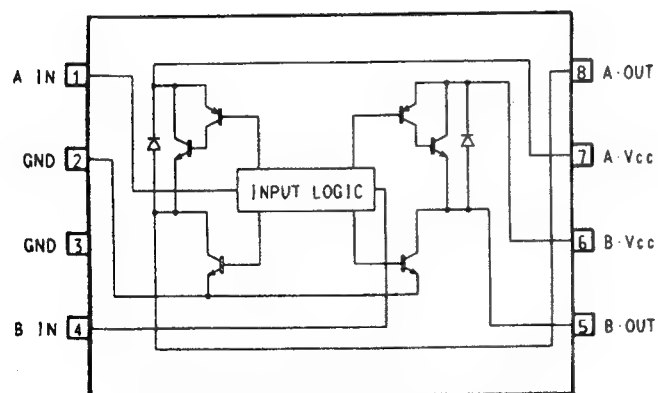 A IN 1
GND 2
GND 3
B IN 4
INPUT LOGIC
8 A·OUT
7 A·Vcc
6 B·Vcc
5 B·OUT